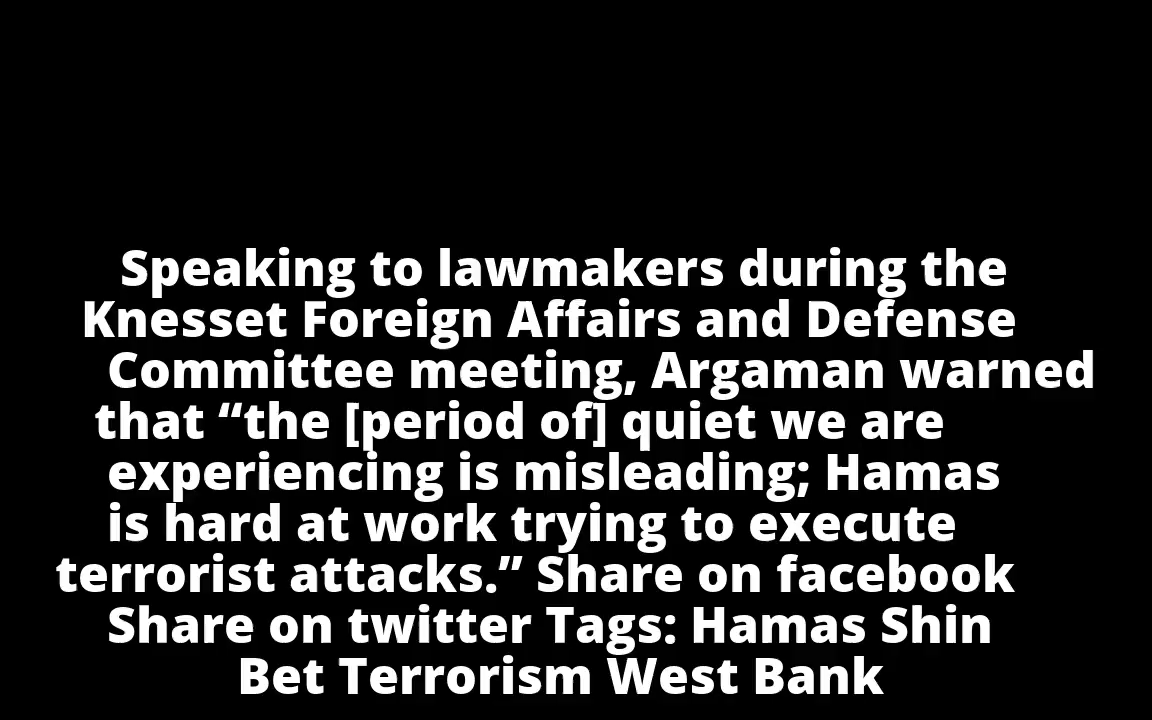 Speaking to lawmakers during the
Knesset Foreign Affairs and Defense
Committee meeting, Argaman warned
that “the [period of] quiet we are
experiencing is misleading; Hamas
is hard at work trying to execute
terrorist attacks.” Share on facebook
Share on twitter Tags: Hamas Shin
Bet Terrorism West Bank